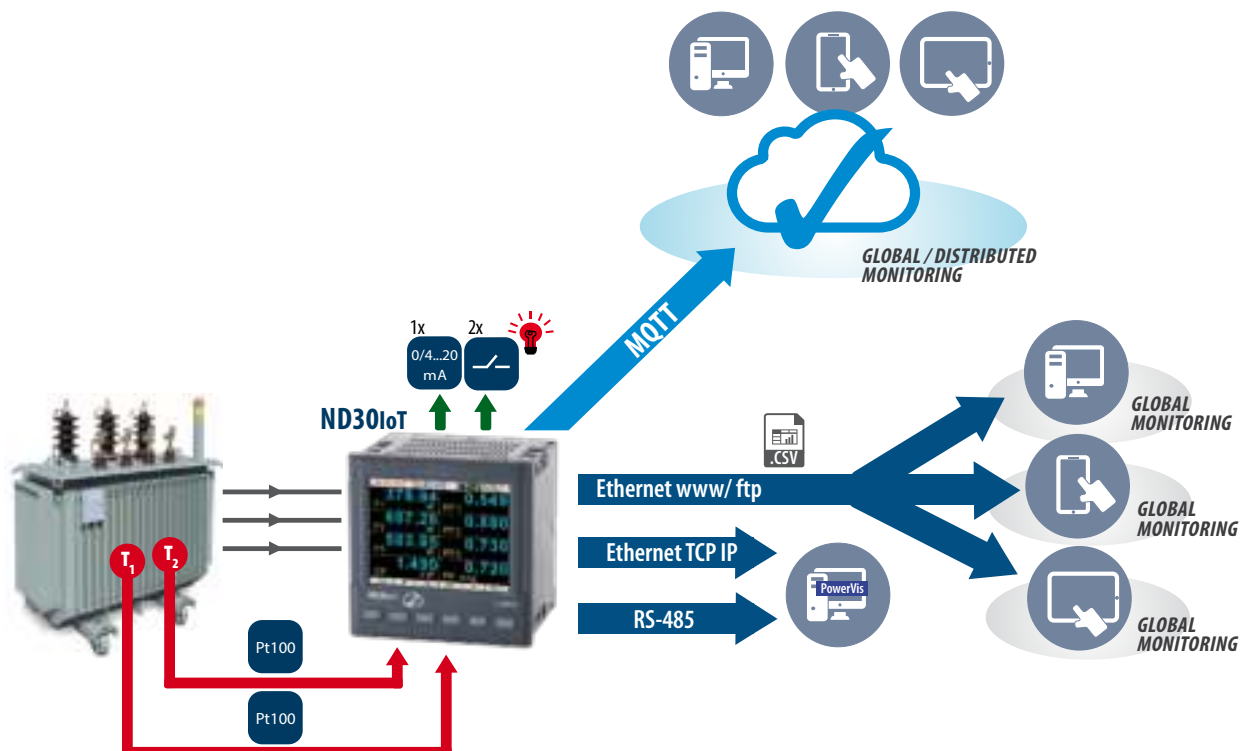 GLOBAL / DISTRIBUTED
MONITORING
MQTT
1x
2x
0/4...20
mA
ND30IoT
.CSV
Ethernet www/ ftp
Ethernet TCP IP
RS-485
PowerVis
GLOBAL
MONITORING
GLOBAL
MONITORING
GLOBAL
MONITORING
T1
T2
Pt100
Pt100